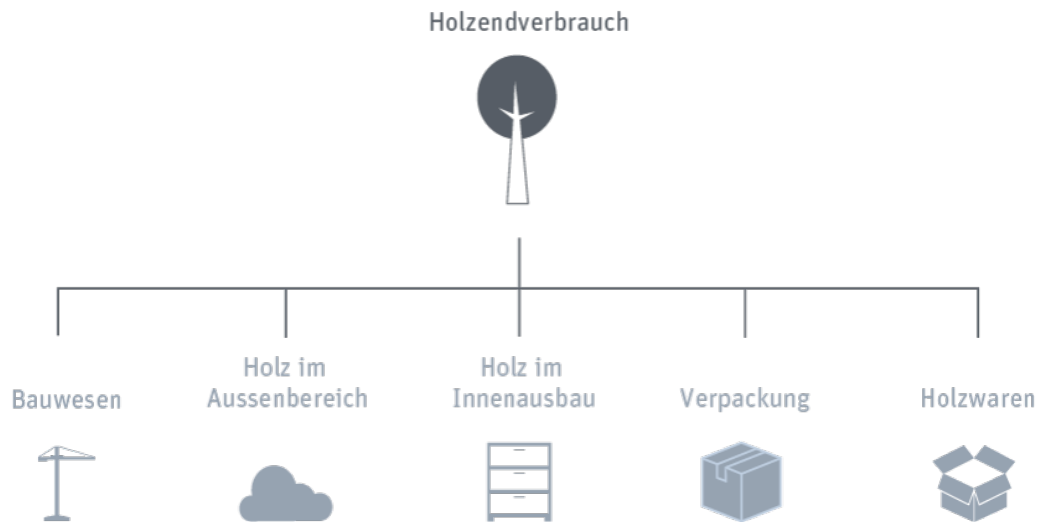 Holzendverbrauch
Bauwesen
Holz im
Aussenbereich
Holz im
Innenausbau
Verpackung
Holzwaren